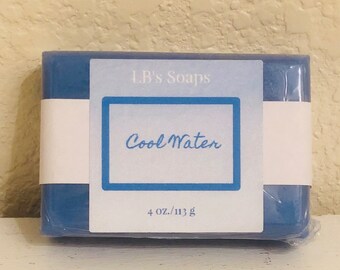 LB's Soaps
Cool Water
4 oz./113 g